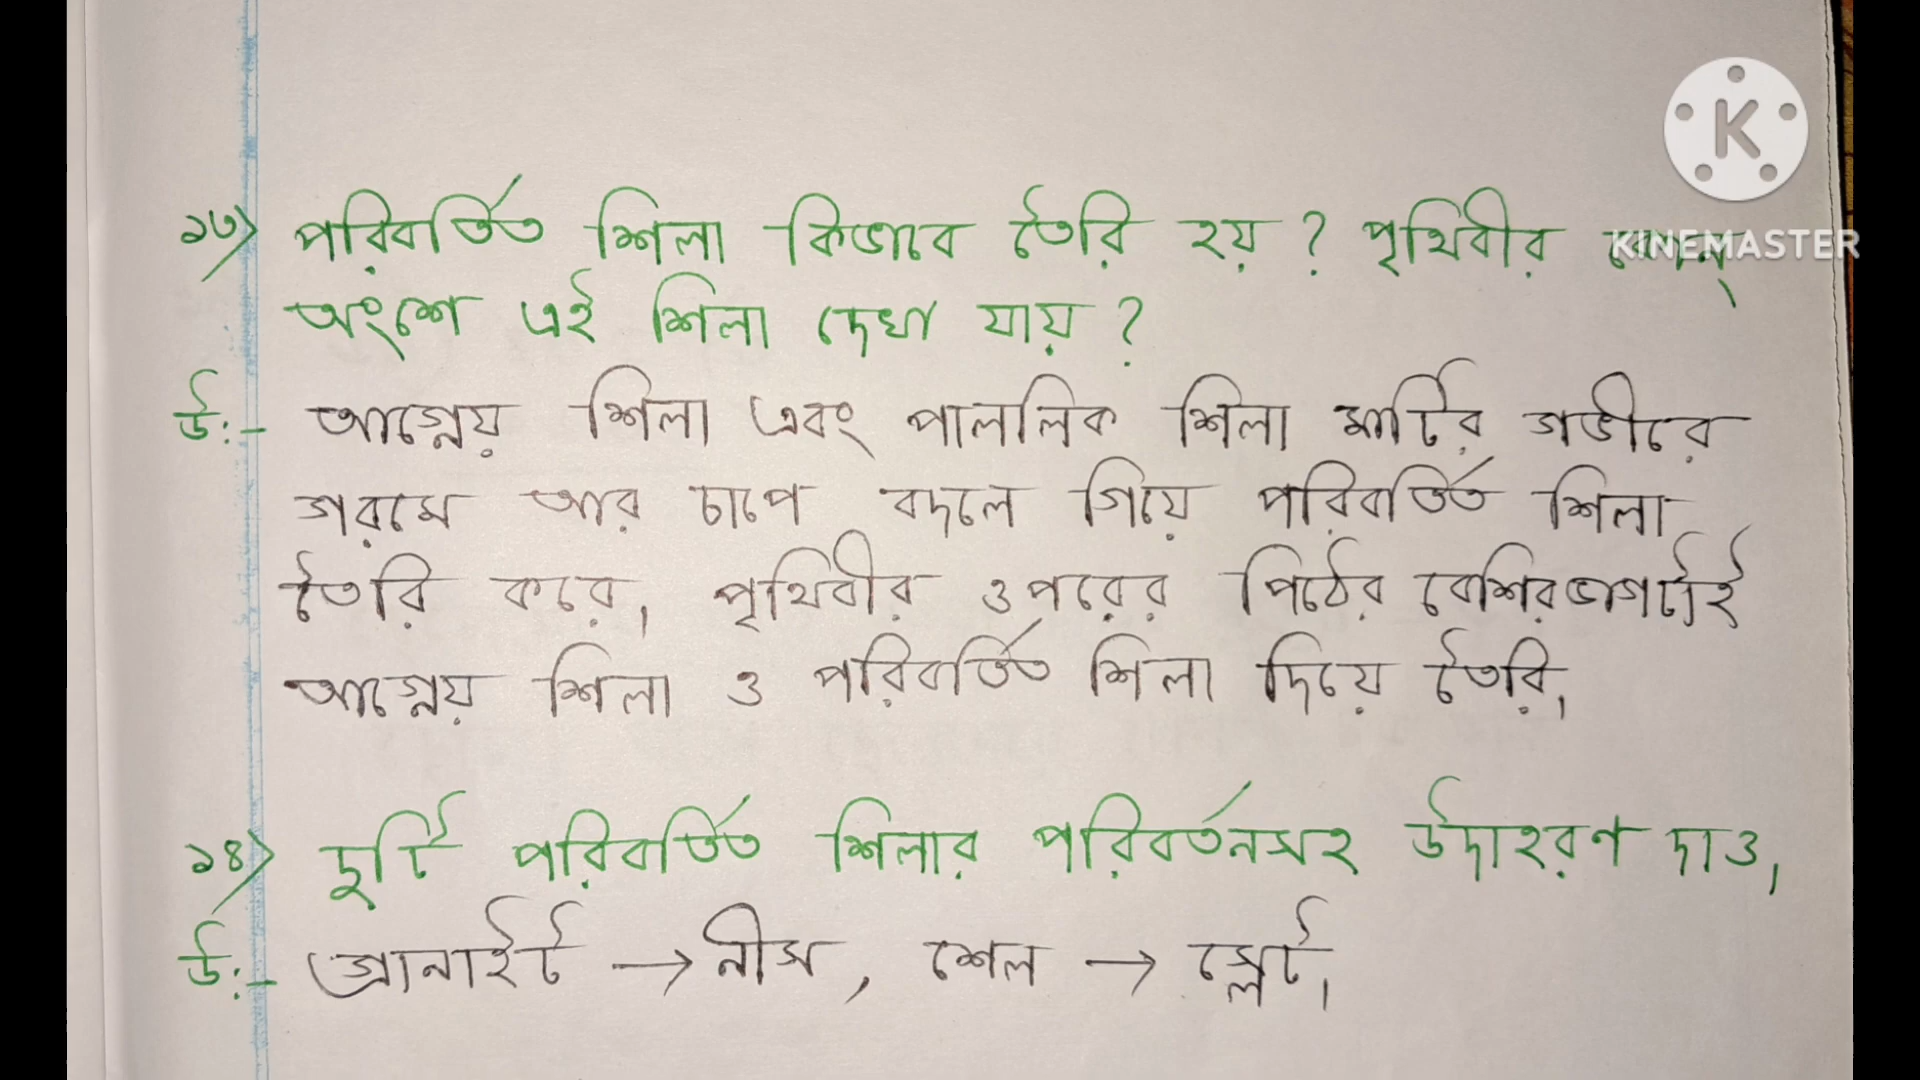 K
KINEMASTER
১৩) পরিবর্তিত শিলা কিভাবে তৈরি হয় ? পৃথিবীর কোন্
অংশে এই শিলা দেখা যায় ?
উ:- আগ্নেয় শিলা এবং পাললিক শিলা মাটির গভীরে
গরমে আর চাপে বদলে গিয়ে পরিবর্তিত শিলা
তৈরি করে। পৃথিবীর ওপরের পিঠের বেশিরভাগটাই
আগ্নেয় শিলা ও পরিবর্তিত শিলা দিয়ে তৈরি।
১৪) দুটি পরিবর্তিত শিলার পরিবর্তনসহ উদাহরণ দাও।
উ:- গ্রানাইট → নীস , শেল → স্লেট।